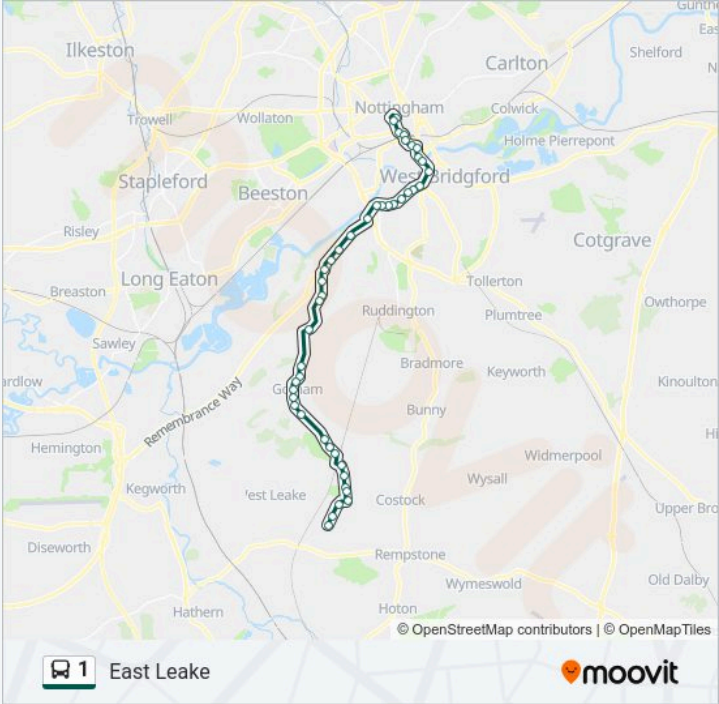 Gunth
Ilkeston
Eas
Carlton
Shelford
N
Nottingham
Trowell
Wollaton
Colwick
Holme Pierrepont
West Bridgford
Stapleford
Beeston
Risley
Cotgrave
Long Eaton
Breaston
Tollerton
Owthorpe
Ruddington
Plumtree
Sawley
Bradmore
Keyworth
ardlow
Kinoulton
Remembrance Way
Bunny
Hi
Hemington
Widmerpool
Wysall
Kegworth
'est Leake
Costock
Upper Bro
Diseworth
Rempstone
Old Dalby
Wymeswold
Hathern
Hoton
© OpenStreetMap contributors | © OpenMapTiles
1 East Leake
moovit